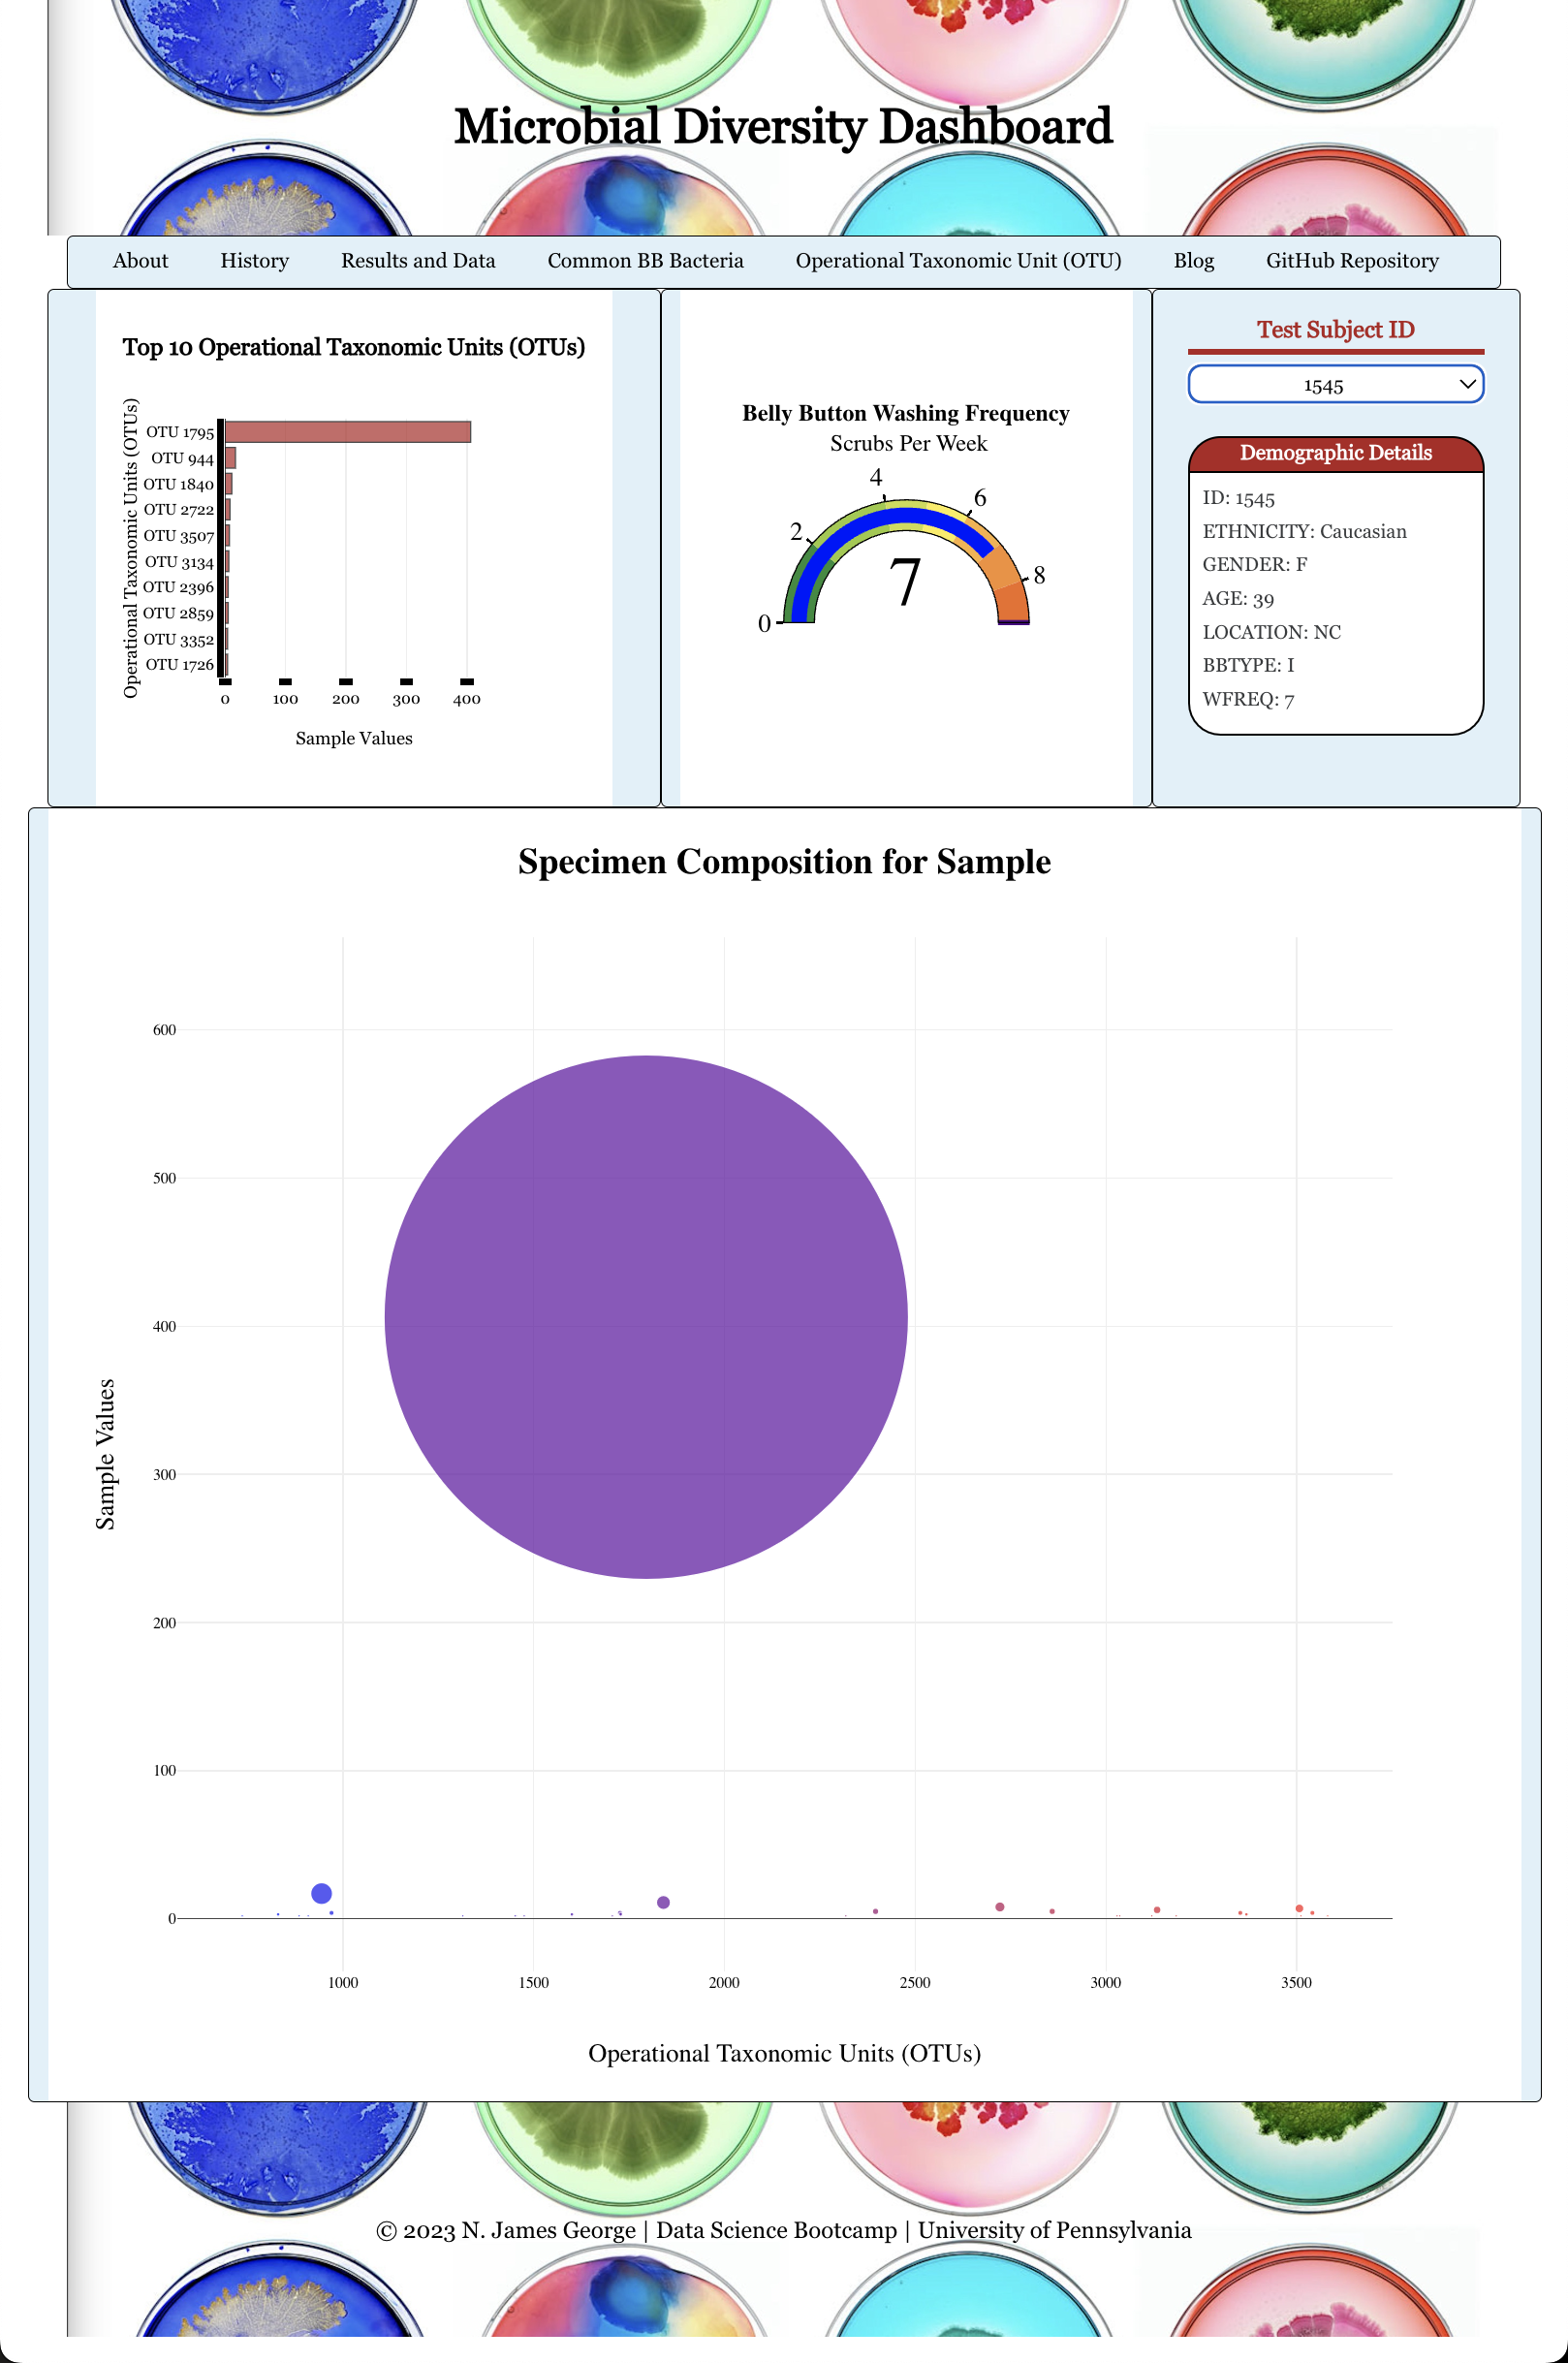 Microbial Diversity Dashboard
About History Results and Data Common BB Bacteria Operational Taxonomic Unit (OTU) Blog GitHub Repository
Top 10 Operational Taxonomic Units (OTUs)
Operational Taxonomic Units (OTUs)
OTU 1795
OTU 944
OTU 1840
OTU 2722
OTU 3507
OTU 3134
OTU 2396
OTU 2859
OTU 3352
OTU 1726
0 100 200 300 400
Sample Values
Belly Button Washing Frequency
Scrubs Per Week
0
2
4
6
8
7
Test Subject ID
1545
Demographic Details
ID: 1545
ETHNICITY: Caucasian
GENDER: F
AGE: 39
LOCATION: NC
BBTYPE: I
WFREQ: 7
Specimen Composition for Sample
Sample Values
600
500
400
300
200
100
0
1000 1500 2000 2500 3000 3500
Operational Taxonomic Units (OTUs)
© 2023 N. James George | Data Science Bootcamp | University of Pennsylvania